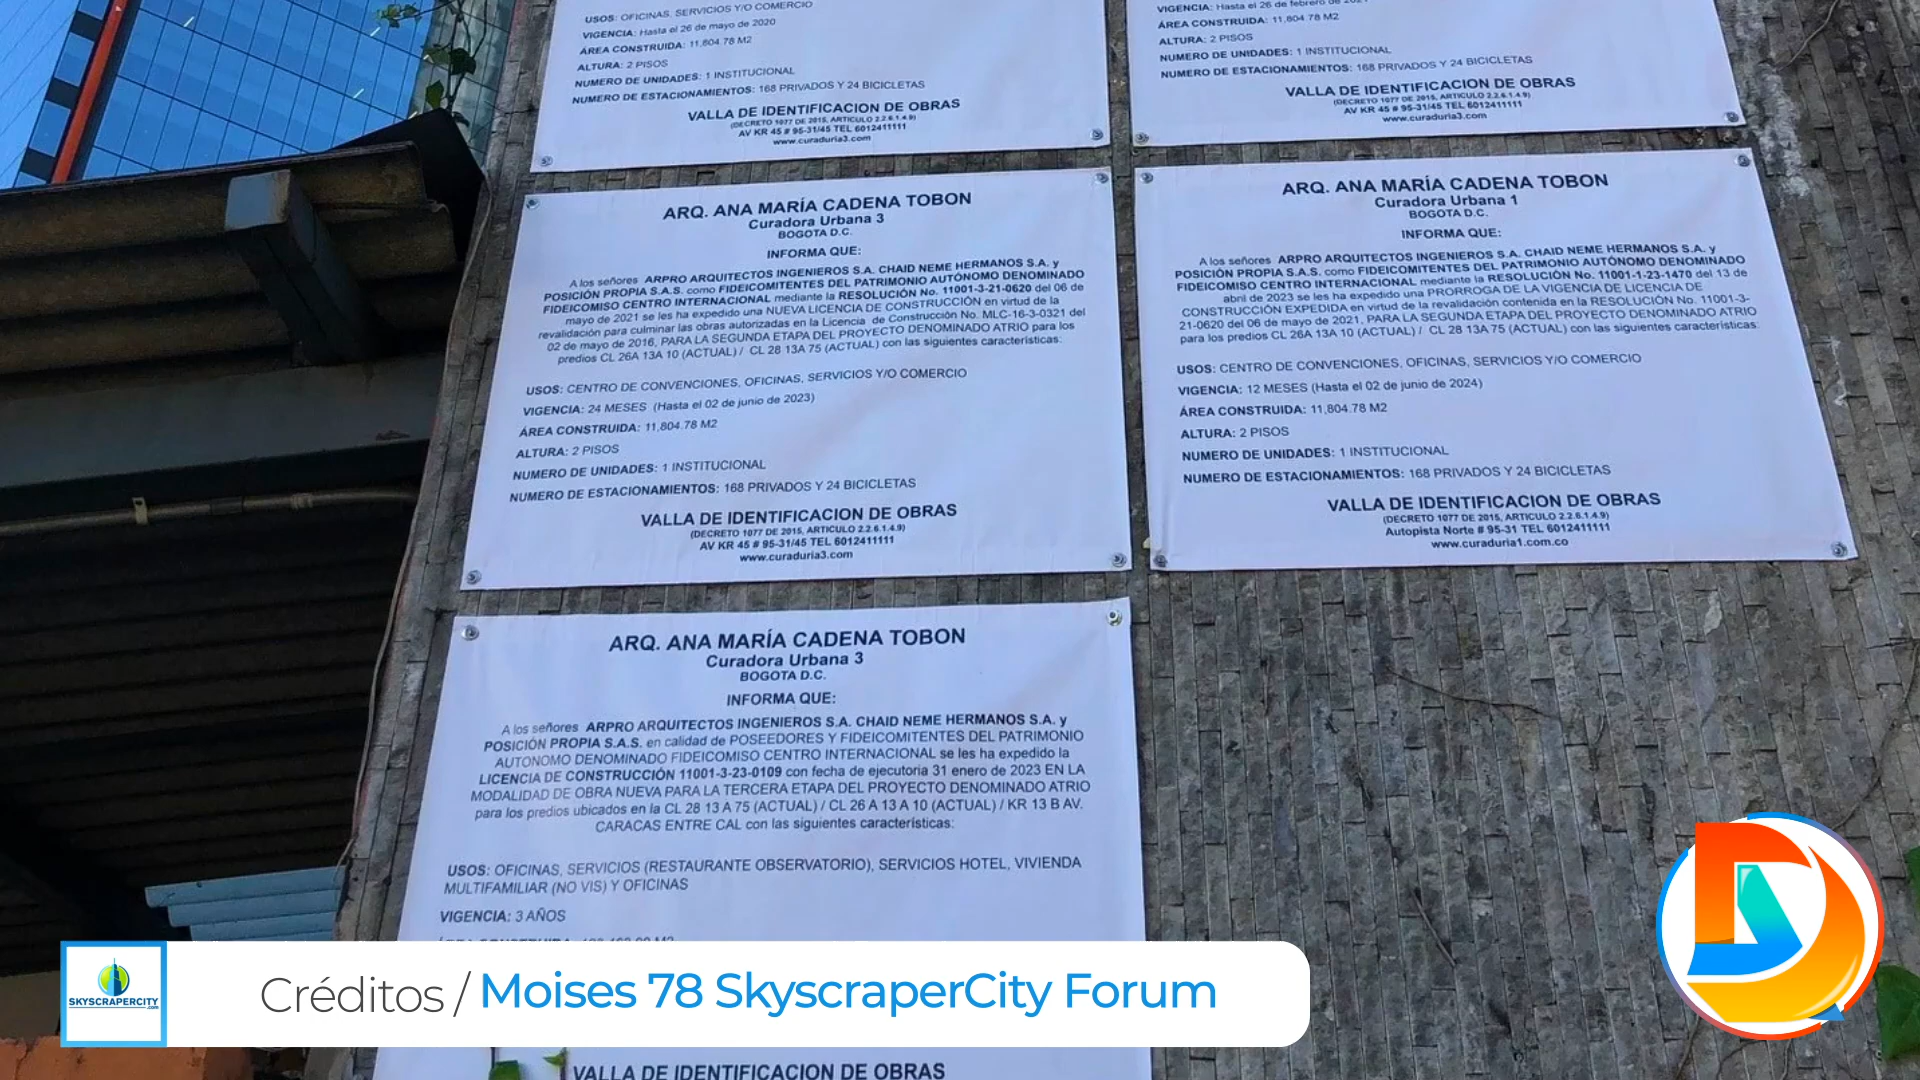 USOS: OFICINAS, SERVICIOS Y/O COMERCIO
VIGENCIA: Hasta el 26 de mayo de 2020
ÁREA CONSTRUIDA: 11,804.78 M2
ALTURA: 2 PISOS
NUMERO DE UNIDADES: 1 INSTITUCIONAL
NUMERO DE ESTACIONAMIENTOS: 168 PRIVADOS Y 24 BICICLETAS
VALLA DE IDENTIFICACION DE OBRAS
(DECRETO 1077 DE 2015, ARTICULO 2.2.6.1.4.9)
AV KR 45 # 95-31/45 TEL 6012411111
www.curaduria3.com
VIGENCIA: Hasta el 26 de febrero de
ÁREA CONSTRUIDA: 11,804.78 M2
ALTURA: 2 PISOS
NUMERO DE UNIDADES: 1 INSTITUCIONAL
NUMERO DE ESTACIONAMIENTOS: 168 PRIVADOS Y 24 BICICLETAS
VALLA DE IDENTIFICACION DE OBRAS
(DECRETO 1077 DE 2015, ARTICULO 2.2.6.1.4.9)
AV KR 45 # 95-31/45 TEL 6012411111
www.curaduria3.com
ARQ. ANA MARÍA CADENA TOBON
Curadora Urbana 3
BOGOTA D.C.
INFORMA QUE:
A los señores ARPRO ARQUITECTOS INGENIEROS S.A. CHAID NEME HERMANOS S.A. y
POSICIÓN PROPIA S.A.S. como FIDEICOMITENTES DEL PATRIMONIO AUTÓNOMO DENOMINADO
FIDEICOMISO CENTRO INTERNACIONAL mediante la RESOLUCIÓN No. 11001-3-21-0620 del 06 de
mayo de 2021 se les ha expedido una NUEVA LICENCIA DE CONSTRUCCIÓN en virtud de la
revalidación para culminar las obras autorizadas en la Licencia de Construcción No. MLC-16-3-0321 del
02 de mayo de 2016, PARA LA SEGUNDA ETAPA DEL PROYECTO DENOMINADO ATRIO para los
predios CL 26A 13A 10 (ACTUAL) / CL 28 13A 75 (ACTUAL) con las siguientes características:
USOS: CENTRO DE CONVENCIONES, OFICINAS, SERVICIOS Y/O COMERCIO
VIGENCIA: 24 MESES (Hasta el 02 de junio de 2023)
ÁREA CONSTRUIDA: 11,804.78 M2
ALTURA: 2 PISOS
NUMERO DE UNIDADES: 1 INSTITUCIONAL
NUMERO DE ESTACIONAMIENTOS: 168 PRIVADOS Y 24 BICICLETAS
VALLA DE IDENTIFICACION DE OBRAS
(DECRETO 1077 DE 2015, ARTICULO 2.2.6.1.4.9)
AV KR 45 # 95-31/45 TEL 6012411111
www.curaduria3.com
ARQ. ANA MARÍA CADENA TOBON
Curadora Urbana 1
BOGOTA D.C.
INFORMA QUE:
A los señores ARPRO ARQUITECTOS INGENIEROS S.A. CHAID NEME HERMANOS S.A. y
POSICIÓN PROPIA S.A.S. como FIDEICOMITENTES DEL PATRIMONIO AUTÓNOMO DENOMINADO
FIDEICOMISO CENTRO INTERNACIONAL mediante la RESOLUCIÓN No. 11001-1-23-1470 del 13 de
abril de 2023 se les ha expedido una PRORROGA DE LA VIGENCIA DE LICENCIA DE
CONSTRUCCIÓN EXPEDIDA en virtud de la revalidación contenida en la RESOLUCIÓN No. 11001-3-
21-0620 del 06 de mayo de 2021, PARA LA SEGUNDA ETAPA DEL PROYECTO DENOMINADO ATRIO
para los predios CL 26A 13A 10 (ACTUAL) / CL 28 13A 75 (ACTUAL) con las siguientes características:
USOS: CENTRO DE CONVENCIONES, OFICINAS, SERVICIOS Y/O COMERCIO
VIGENCIA: 12 MESES (Hasta el 02 de junio de 2024)
ÁREA CONSTRUIDA: 11,804.78 M2
ALTURA: 2 PISOS
NUMERO DE UNIDADES: 1 INSTITUCIONAL
NUMERO DE ESTACIONAMIENTOS: 168 PRIVADOS Y 24 BICICLETAS
VALLA DE IDENTIFICACION DE OBRAS
(DECRETO 1077 DE 2015, ARTICULO 2.2.6.1.4.9)
Autopista Norte # 95-31 TEL 6012411111
www.curaduria1.com.co
ARQ. ANA MARÍA CADENA TOBON
Curadora Urbana 3
BOGOTA D.C.
INFORMA QUE:
A los señores ARPRO ARQUITECTOS INGENIEROS S.A. CHAID NEME HERMANOS S.A. y
POSICIÓN PROPIA S.A.S. en calidad de POSEEDORES Y FIDEICOMITENTES DEL PATRIMONIO
AUTONOMO DENOMINADO FIDEICOMISO CENTRO INTERNACIONAL se les ha expedido la
LICENCIA DE CONSTRUCCIÓN 11001-3-23-0109 con fecha de ejecutoria 31 enero de 2023 EN LA
MODALIDAD DE OBRA NUEVA PARA LA TERCERA ETAPA DEL PROYECTO DENOMINADO ATRIO
para los predios ubicados en la CL 28 13 A 75 (ACTUAL) / CL 26 A 13 A 10 (ACTUAL) / KR 13 B AV.
CARACAS ENTRE CAL con las siguientes características:
USOS: OFICINAS, SERVICIOS (RESTAURANTE OBSERVATORIO), SERVICIOS HOTEL, VIVIENDA
MULTIFAMILIAR (NO VIS) Y OFICINAS
VIGENCIA: 3 AÑOS
SKYSCRAPERCITY
.com
Créditos / Moises 78 SkyscraperCity Forum
VALLA DE IDENTIFICACION DE OBRAS